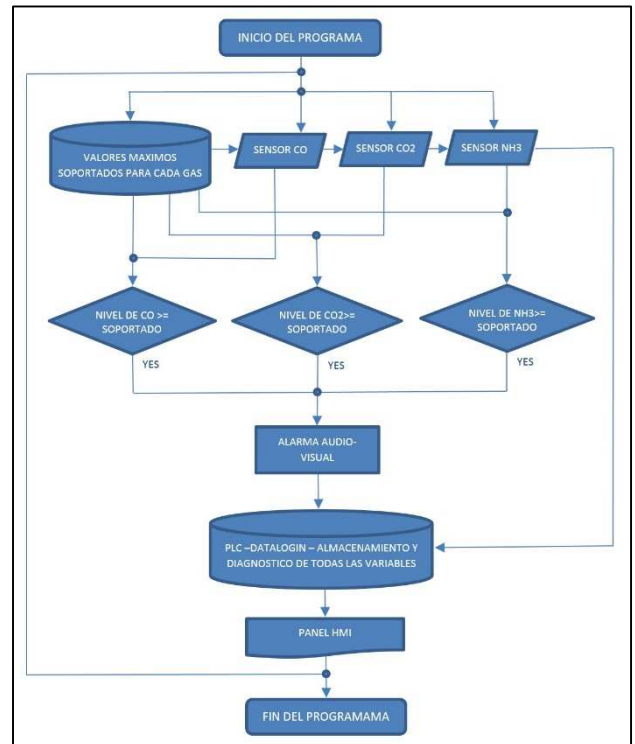 INICIO DEL PROGRAMA
VALORES MAXIMOS
SOPORTADOS PARA CADA GAS
SENSOR CO
SENSOR CO2
SENSOR NH3
NIVEL DE CO >=
SOPORTADO
NIVEL DE CO2>=
SOPORTADO
NIVEL DE NH3>=
SOPORTADO
YES
YES
YES
ALARMA AUDIO-
VISUAL
PLC –DATALOGIN – ALMACENAMIENTO Y
DIAGNOSTICO DE TODAS LAS VARIABLES
PANEL HMI
FIN DEL PROGRAMAMA